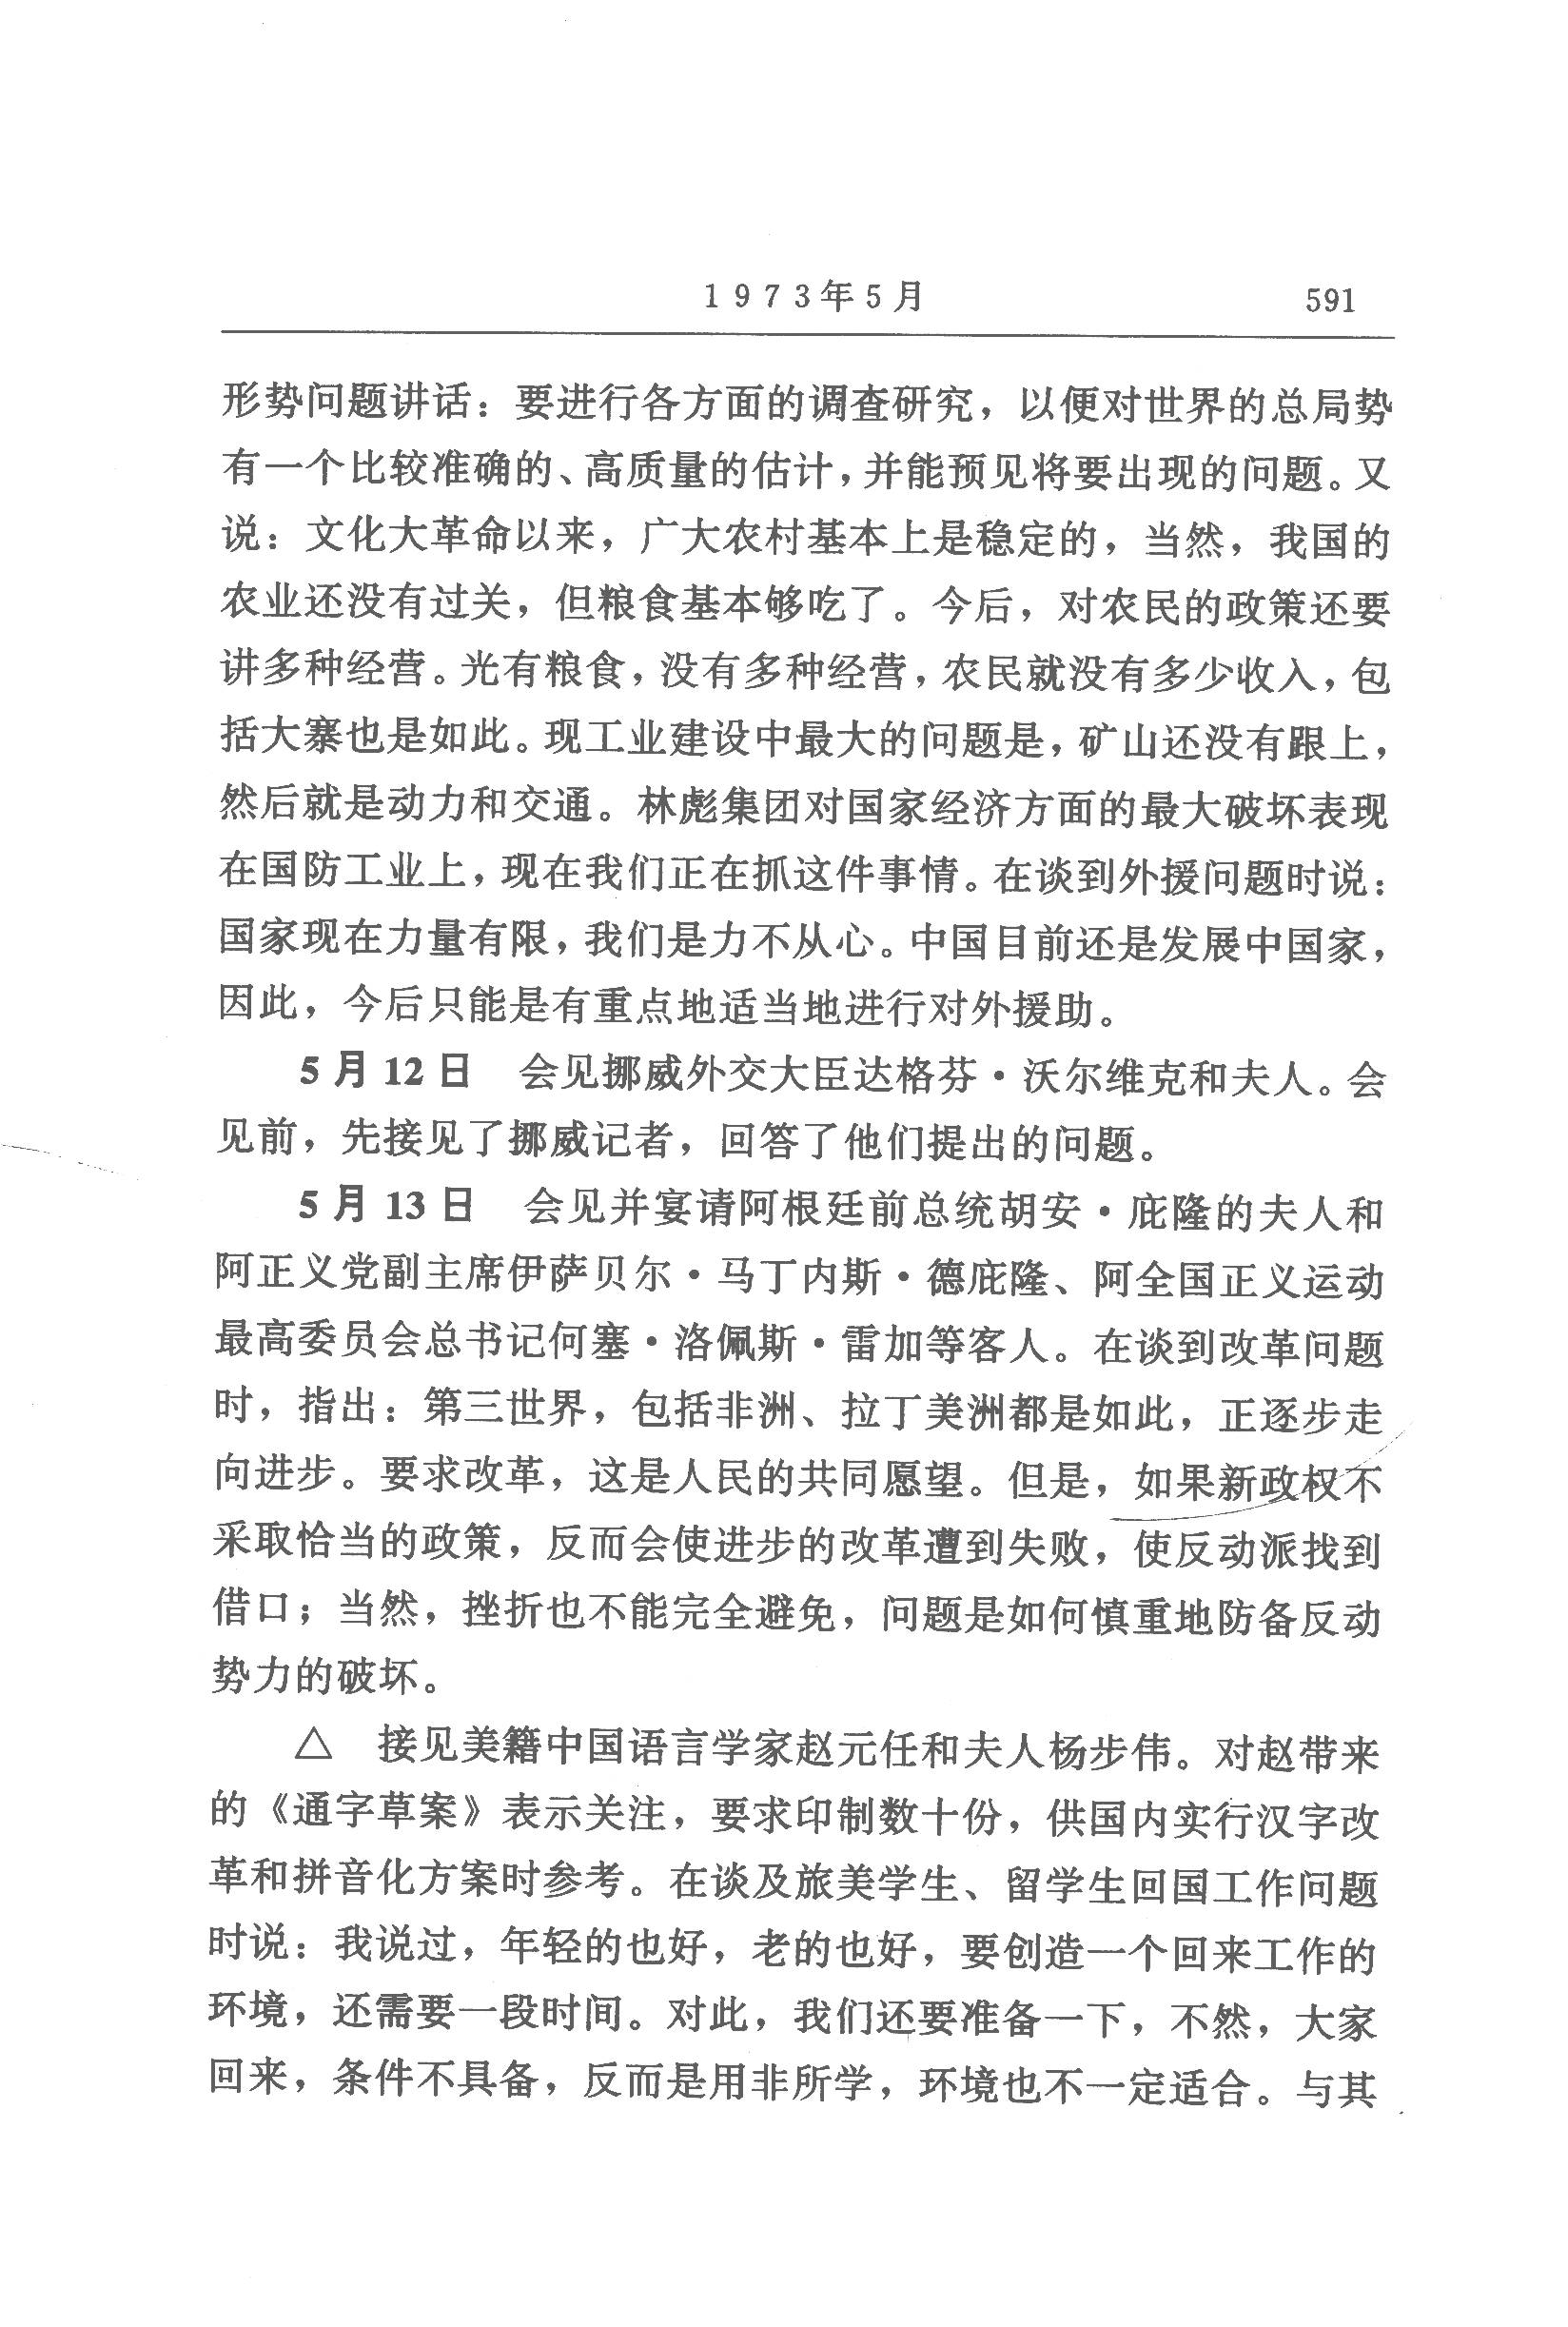 1973年5月 591
形势问题讲话：要进行各方面的调查研究，以便对世界的总局势
有一个比较准确的、高质量的估计，并能预见将要出现的问题。又
说：文化大革命以来，广大农村基本上是稳定的，当然，我国的
农业还没有过关，但粮食基本够吃了。今后，对农民的政策还要
讲多种经营。光有粮食，没有多种经营，农民就没有多少收入，包
括大寨也是如此。现工业建设中最大的问题是，矿山还没有跟上，
然后就是动力和交通。林彪集团对国家经济方面的最大破坏表现
在国防工业上，现在我们正在抓这件事情。在谈到外援问题时说：
国家现在力量有限，我们是力不从心。中国目前还是发展中国家，
因此，今后只能是有重点地适当地进行对外援助。
5月12日 会见挪威外交大臣达格芬·沃尔维克和夫人。会
见前，先接见了挪威记者，回答了他们提出的问题。
5月13日 会见并宴请阿根廷前总统胡安·庇隆的夫人和
阿正义党副主席伊萨贝尔·马丁内斯·德庇隆、阿全国正义运动
最高委员会总书记何塞·洛佩斯·雷加等客人。在谈到改革问题
时，指出：第三世界，包括非洲、拉丁美洲都是如此，正逐步走
向进步。要求改革，这是人民的共同愿望。但是，如果新政权不
采取恰当的政策，反而会使进步的改革遭到失败，使反动派找到
借口；当然，挫折也不能完全避免，问题是如何慎重地防备反动
势力的破坏。
△ 接见美籍中国语言学家赵元任和夫人杨步伟。对赵带来
的《通字草案》表示关注，要求印制数十份，供国内实行汉字改
革和拼音化方案时参考。在谈及旅美学生、留学生回国工作问题
时说：我说过，年轻的也好，老的也好，要创造一个回来工作的
环境，还需要一段时间。对此，我们还要准备一下，不然，大家
回来，条件不具备，反而是用非所学，环境也不一定适合。与其